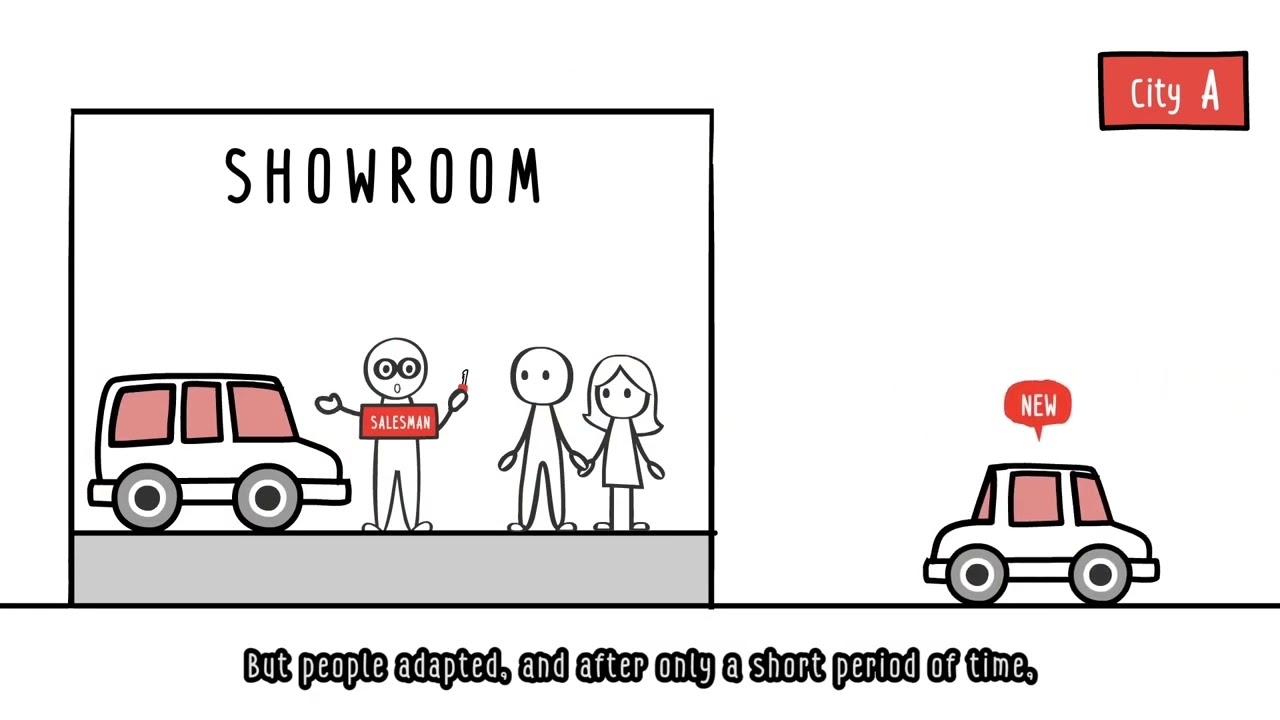 City A
SHOWROOM
SALESMAN
NEW
But people adapted, and after only a short period of time,